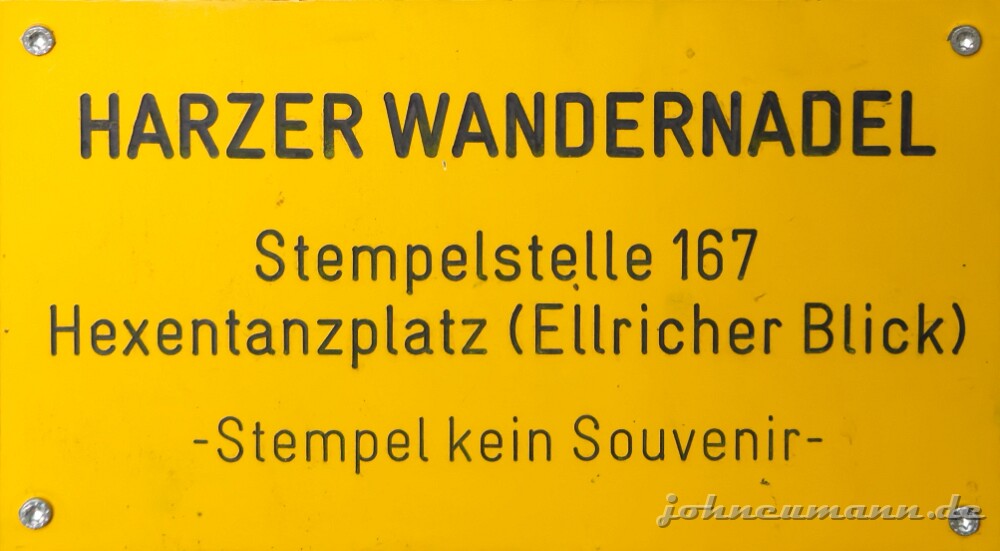 HARZER WANDERNADEL
Stempelstelle 167
Hexentanzplatz (Ellricher Blick)
-Stempel kein Souvenir-
johneumann.de